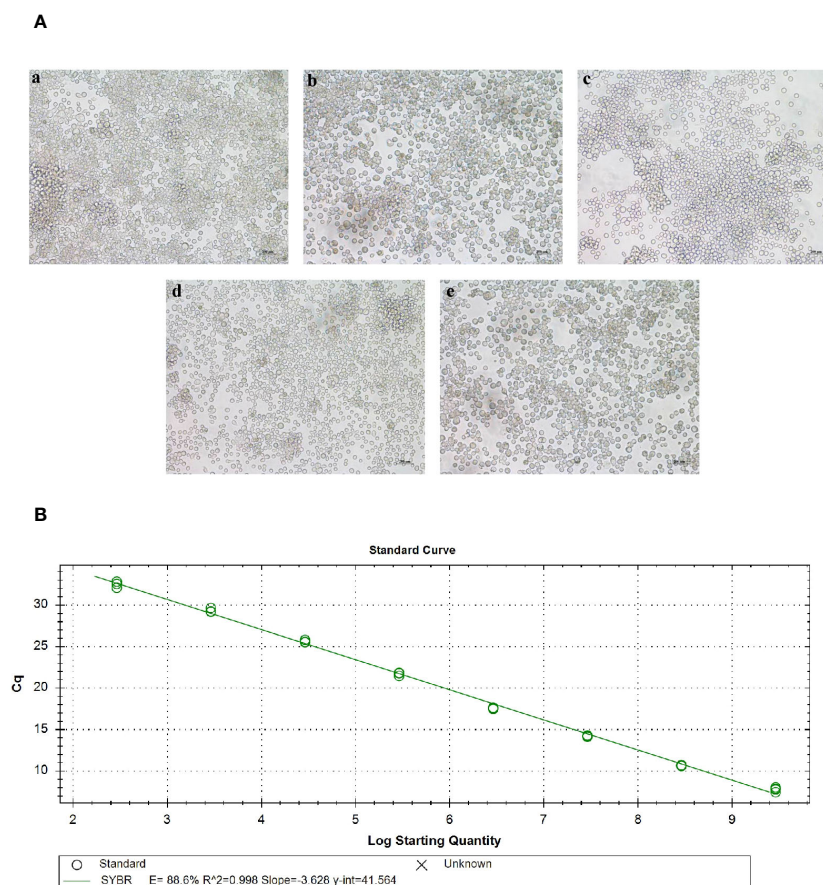 A
a
b
c
d
e
B
Standard Curve
Cq
30
25
20
15
10
2 3 4 5 6 7 8 9
Log Starting Quantity
Standard Unknown
SYBR E= 88.6% R^2=0.998 Slope=-3.628 y-int=41.564